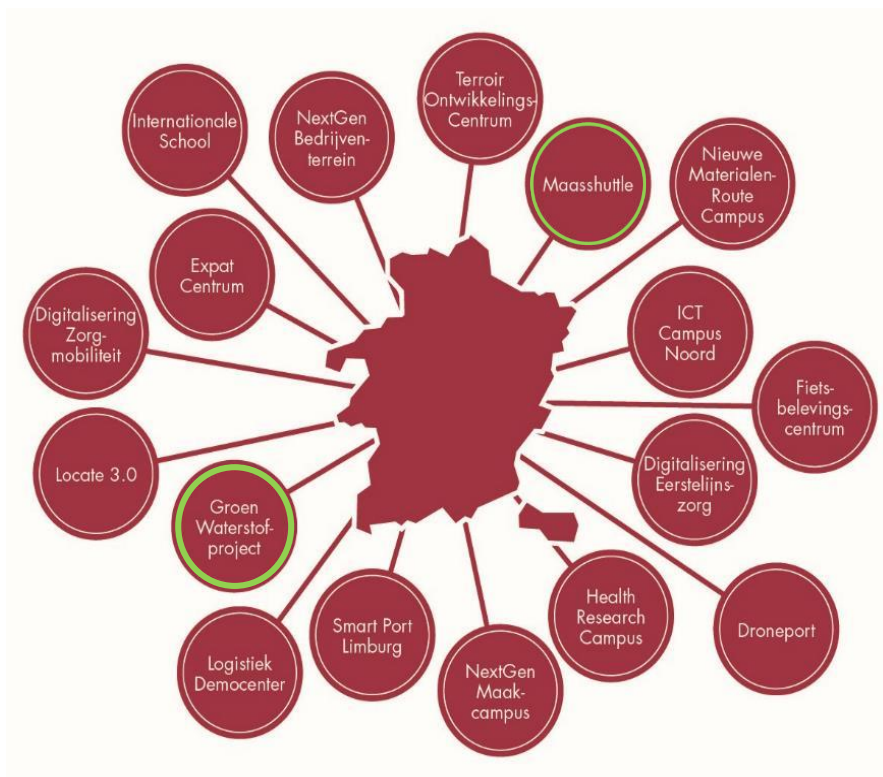 Internationale
School
NextGen
Bedrijven-
terrein
Terroir
Ontwikkelings-
Centrum
Maasshuttle
Nieuwe
Materialen-
Route
Campus
Expat
Centrum
Digitalisering
Zorg-
mobiliteit
ICT
Campus
Noord
Fiets-
belevings-
centrum
Locate 3.0
Groen
Waterstof-
project
Digitalisering
Eerstelijns-
zorg
Logistiek
Democenter
Smart Port
Limburg
NextGen
Maak-
campus
Health
Research
Campus
Droneport